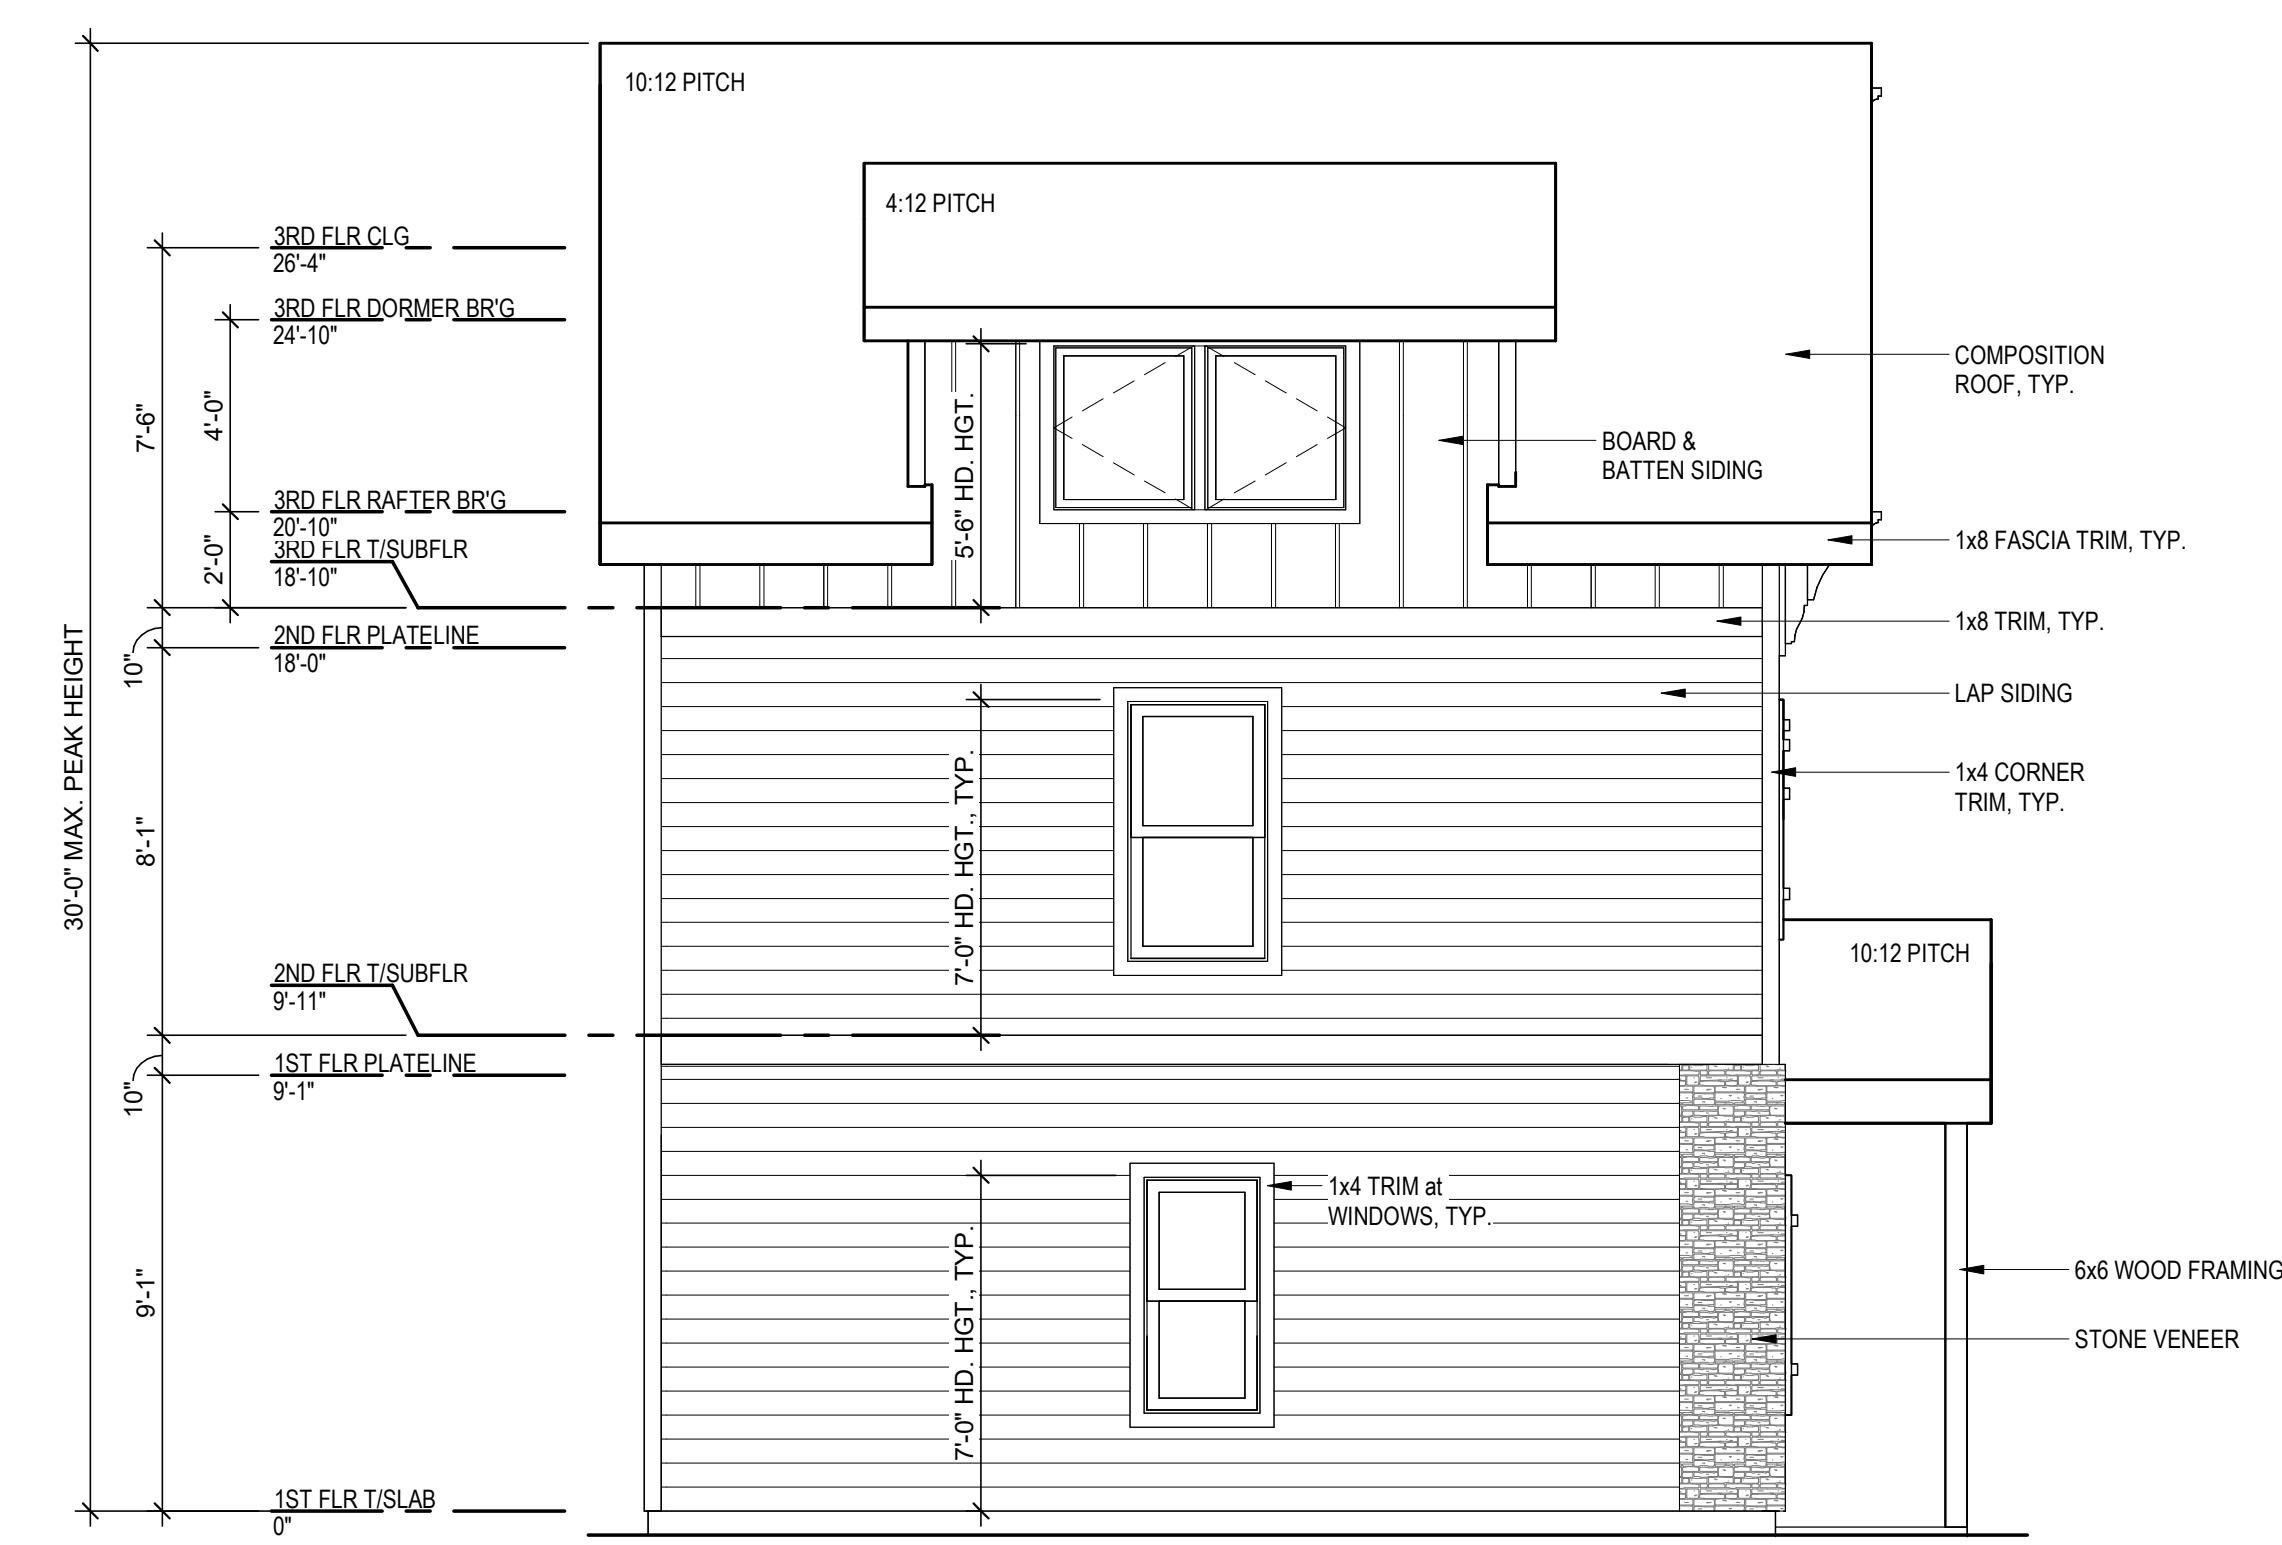 10:12 PITCH
4:12 PITCH
3RD FLR CLG
26'-4"
3RD FLR DORMER BR'G
24'-10"
3RD FLR RAFTER BR'G
20'-10"
3RD FLR T/SUBFLR
18'-10"
2ND FLR PLATELINE
18'-0"
2ND FLR T/SUBFLR
9'-11"
1ST FLR PLATELINE
9'-1"
1ST FLR T/SLAB
0"
30'-0" MAX. PEAK HEIGHT
7'-6"
4'-0"
2'-0"
10"
8'-1"
10"
9'-1"
5'-6" HD. HGT.
7'-0" HD. HGT., TYP.
7'-0" HD. HGT., TYP.
COMPOSITION
ROOF, TYP.
BOARD &
BATTEN SIDING
1x8 FASCIA TRIM, TYP.
1x8 TRIM, TYP.
LAP SIDING
1x4 CORNER
TRIM, TYP.
10:12 PITCH
1x4 TRIM at
WINDOWS, TYP.
6x6 WOOD FRAMING
STONE VENEER